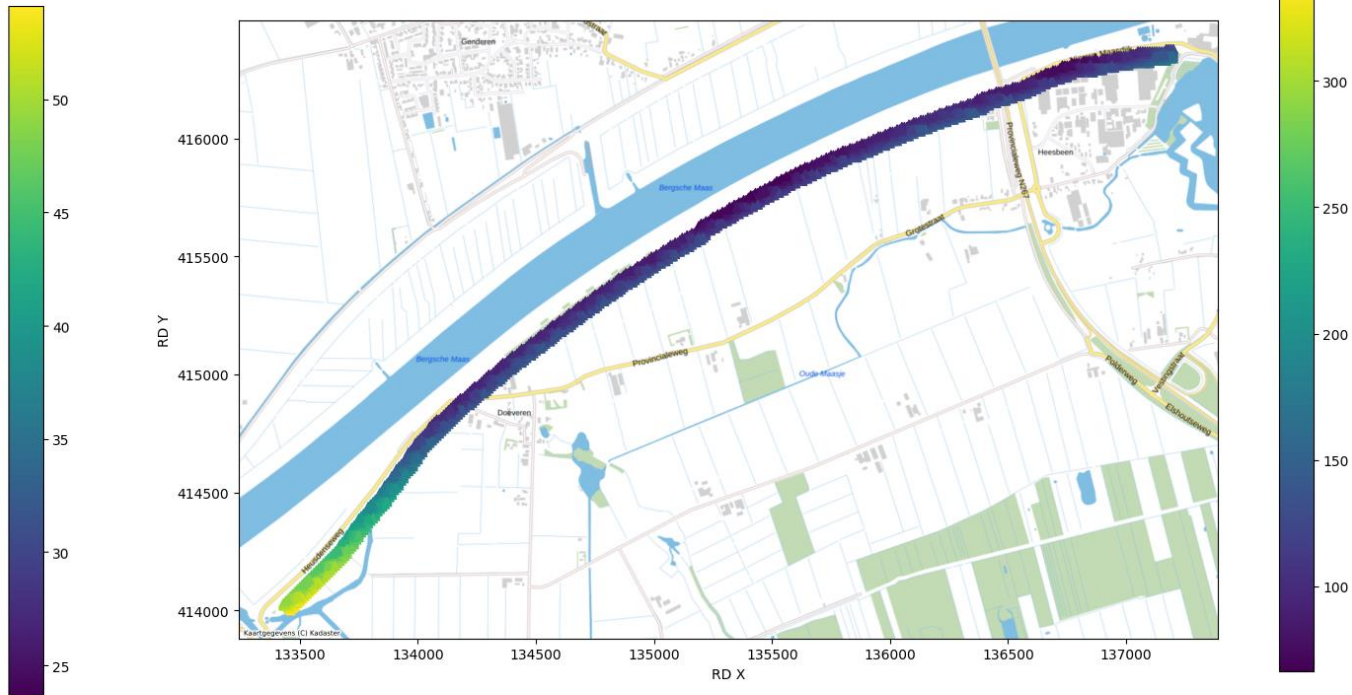 50
45
40
35
30
25
RD Y
416000
415500
415000
414500
414000
Genderen
Maasdijk
Bergsche Maas
Provincialeweg N267
Heesbeen
Grotestraat
Bergsche Maas
Provincialeweg
Oude Maasje
Doeveren
Polderweg
Vestingstraat
Elshoutseweg
Heusdenseweg
Kaartgegevens (C) Kadaster
133500 134000 134500 135000 135500 136000 136500 137000
RD X
300
250
200
150
100